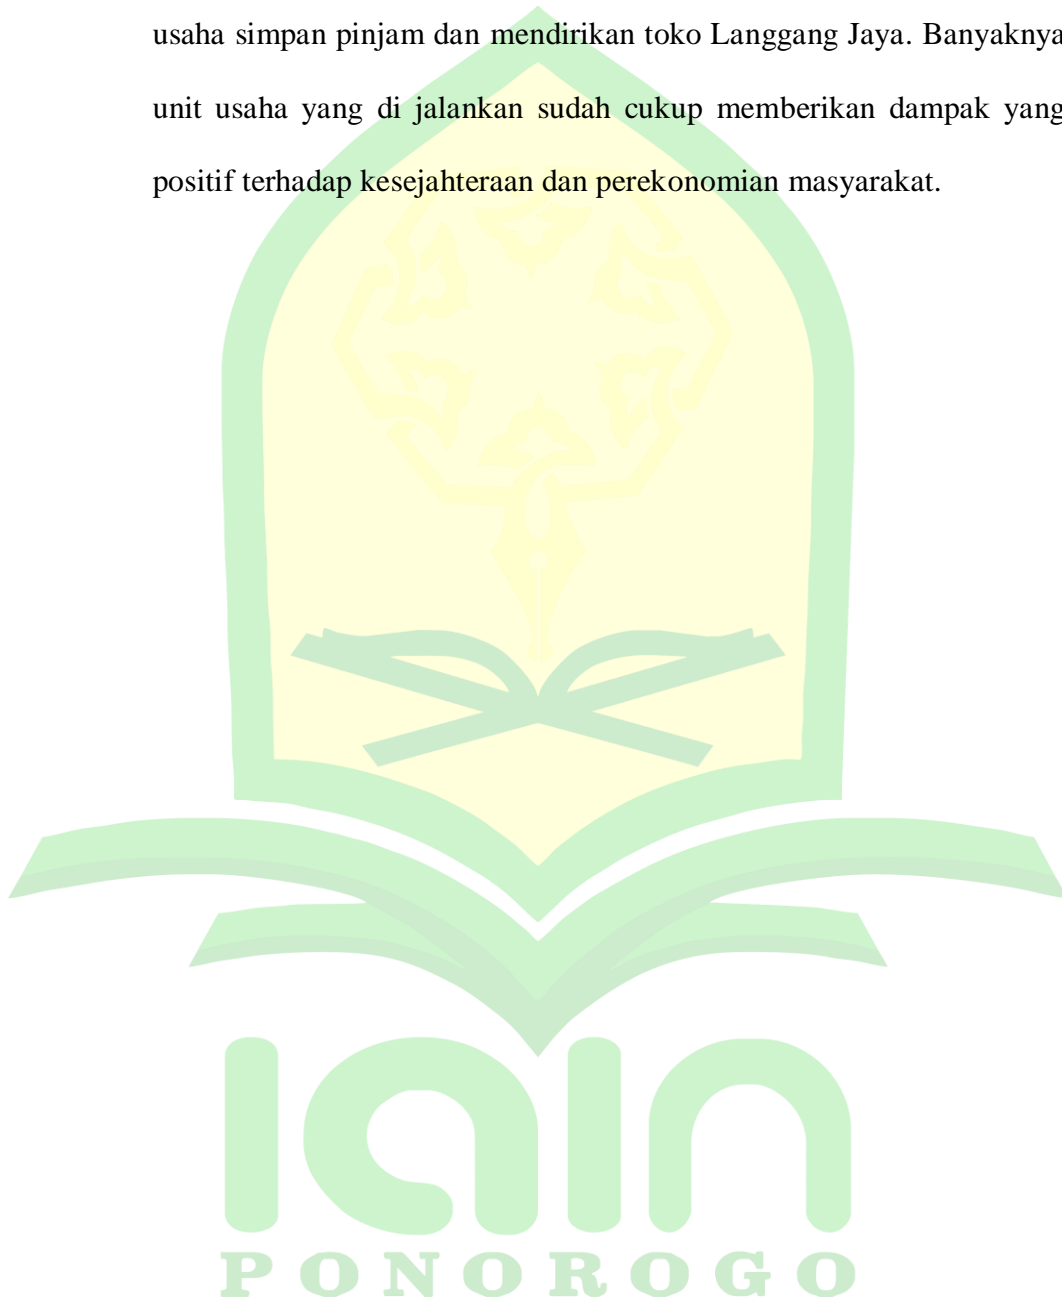 usaha simpan pinjam dan mendirikan toko Langgang Jaya. Banyaknya
unit usaha yang di jalankan sudah cukup memberikan dampak yang
positif terhadap kesejahteraan dan perekonomian masyarakat.
iain
PONOROGO